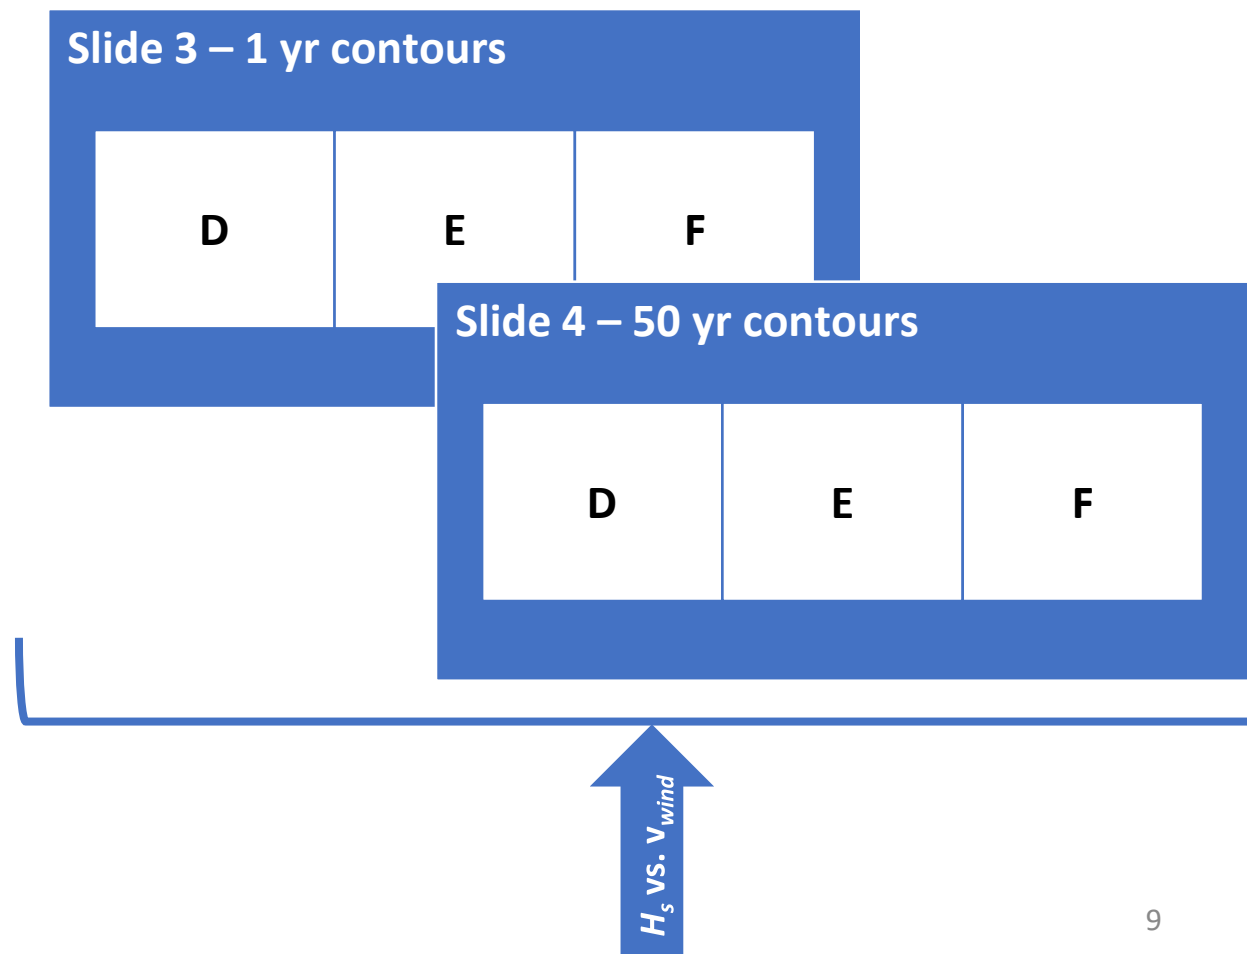 Slide 3 – 1 yr contours
D E F
Slide 4 – 50 yr contours
D E F
Hs vs. vwind
9